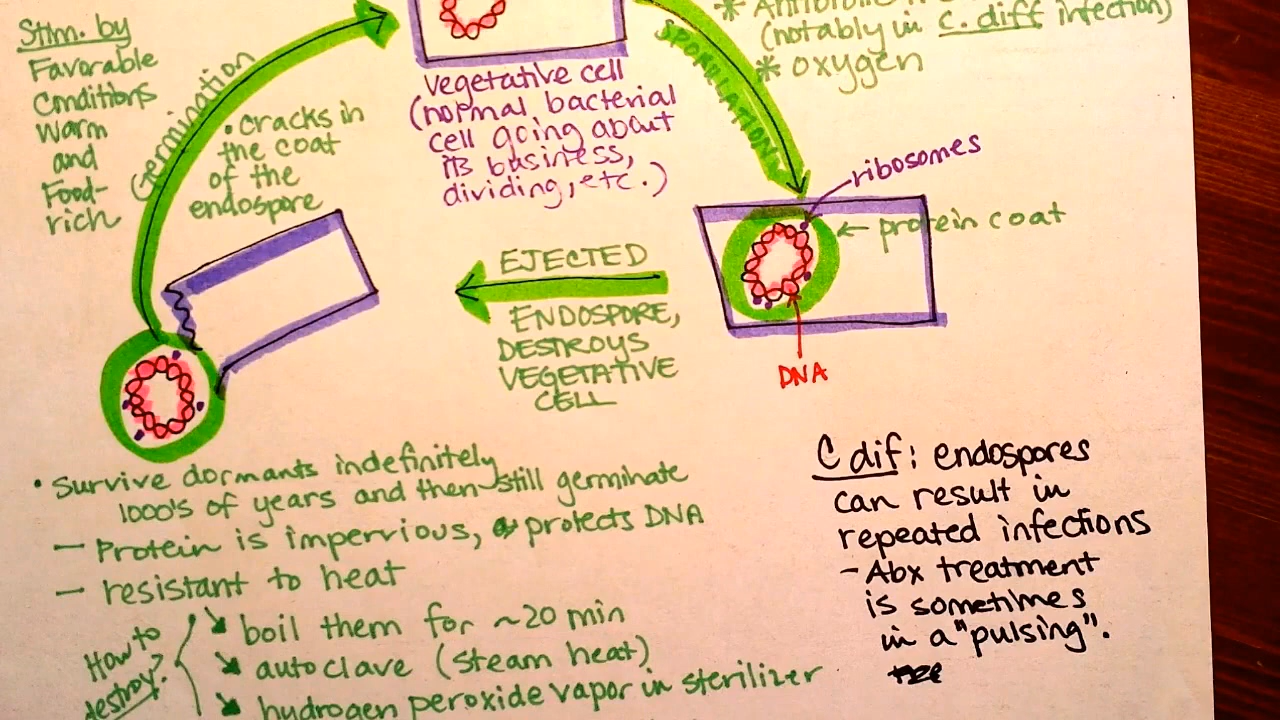 Stim. by
Favorable
Conditions
Warm
and
Food-
rich
Germination
• cracks in
the coat
of the
endospore
vegetative cell
(normal bacterial
cell going about
its business,
dividing, etc.)
SPORULATION
(notably in C. diff infection)
* oxygen
ribosomes
← protein coat
DNA
EJECTED
ENDOSPORE,
DESTROYS
VEGETATIVE
CELL
• Survive dormants indefinitely
1000's of years and then still germinate
– Protein is impervious, protects DNA
– resistant to heat
How to
destroy?
boil them for ~20 min
autoclave (steam heat)
hydrogen peroxide vapor in sterilizer
C dif: endospores
can result in
repeated infections
- Abx treatment
is sometimes
in a "pulsing".